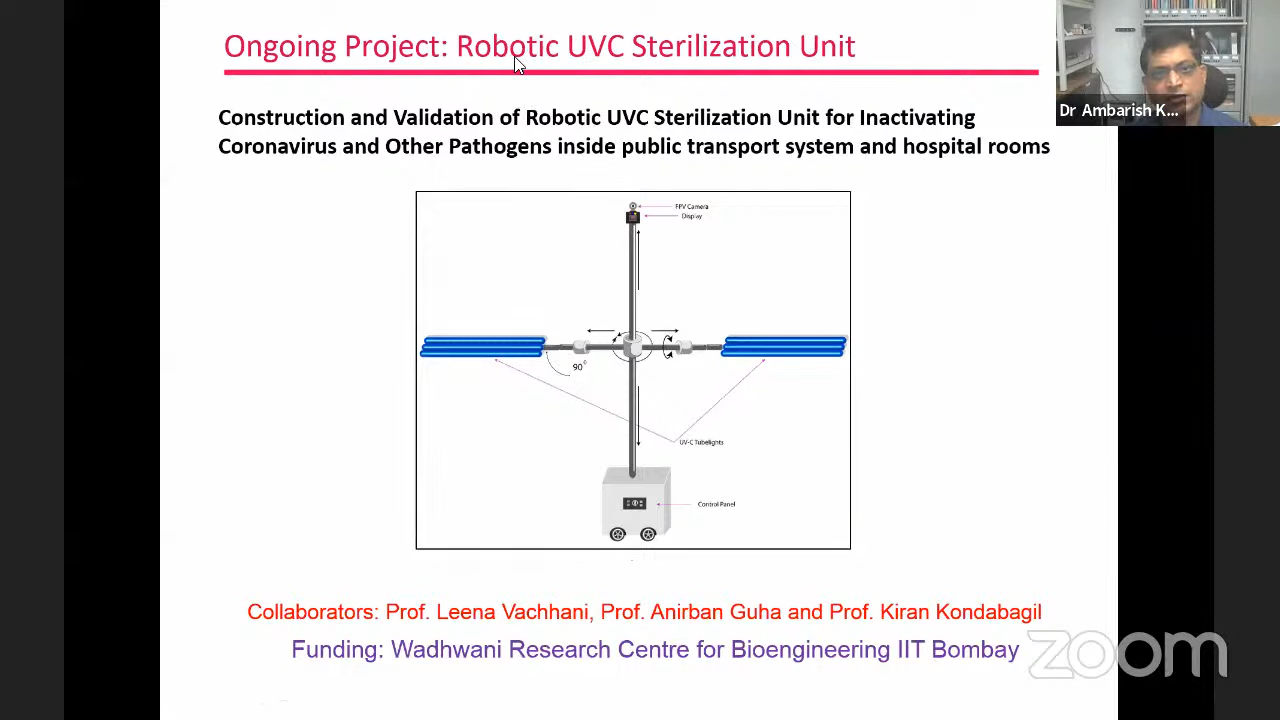 Ongoing Project: Robotic UVC Sterilization Unit
Dr Ambarish K...
Construction and Validation of Robotic UVC Sterilization Unit for Inactivating
Coronavirus and Other Pathogens inside public transport system and hospital rooms
FPV Camera
Display
90°
UV-C Tubelights
Control Panel
Collaborators: Prof. Leena Vachhani, Prof. Anirban Guha and Prof. Kiran Kondabagil
Funding: Wadhwani Research Centre for Bioengineering IIT Bombay
zoom